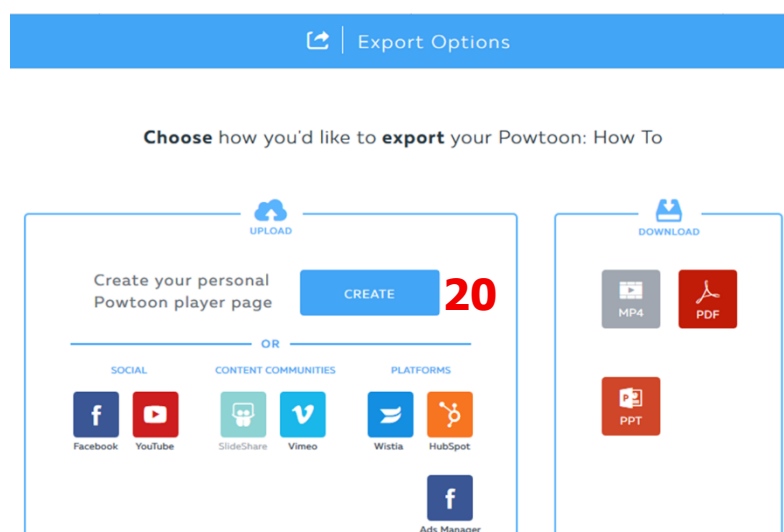 Export Options
Choose how you'd like to export your Powtoon: How To
UPLOAD
Create your personal
Powtoon player page
CREATE
20
OR
SOCIAL
CONTENT COMMUNITIES
PLATFORMS
Facebook
YouTube
SlideShare
Vimeo
Wistia
HubSpot
Ads Manager
DOWNLOAD
MP4
PDF
PPT